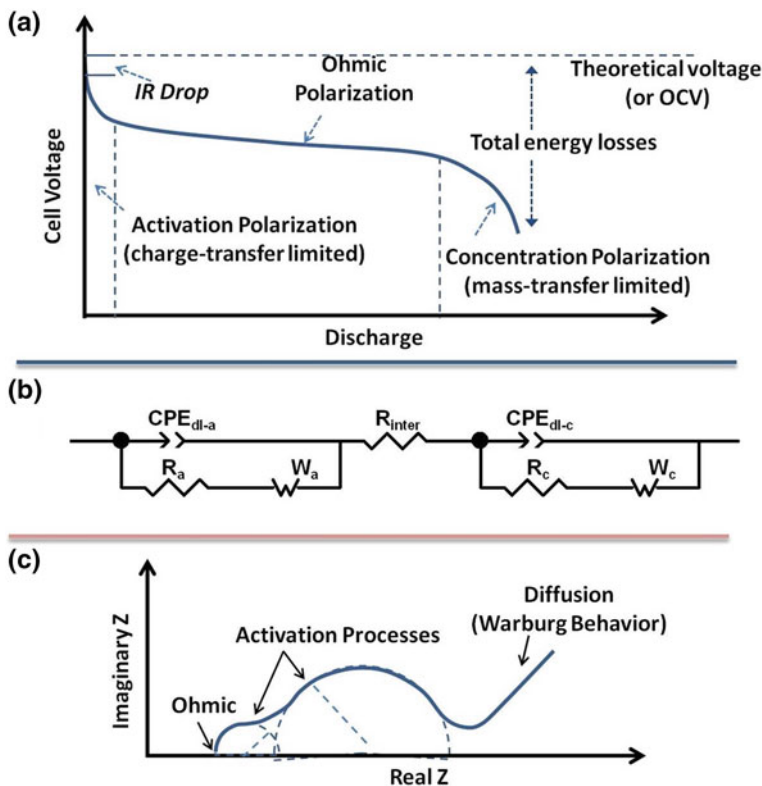 (a)
IR Drop
Ohmic
Polarization
Theoretical voltage
(or OCV)
Total energy losses
Cell Voltage
Activation Polarization
(charge-transfer limited)
Concentration Polarization
(mass-transfer limited)
Discharge
(b)
CPEdl-a
Rinter
CPEdl-c
Ra
Wa
Rc
Wc
(c)
Imaginary Z
Ohmic
Activation Processes
Diffusion
(Warburg Behavior)
Real Z